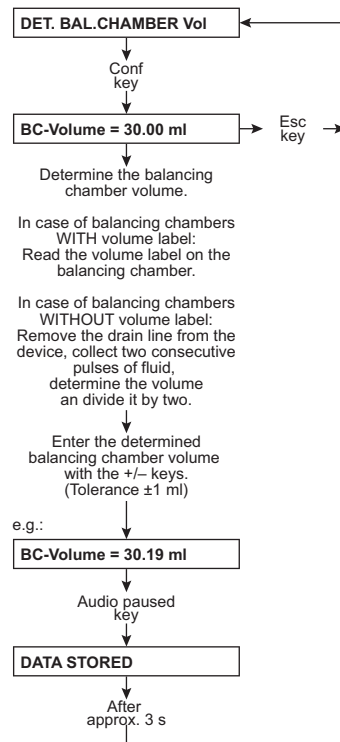 DET. BAL.CHAMBER Vol
Conf
key
BC-Volume = 30.00 ml
Esc
key
Determine the balancing
chamber volume.
In case of balancing chambers
WITH volume label:
Read the volume label on the
balancing chamber.
In case of balancing chambers
WITHOUT volume label:
Remove the drain line from the
device, collect two consecutive
pulses of fluid,
determine the volume
an divide it by two.
Enter the determined
balancing chamber volume
with the +/– keys.
(Tolerance ±1 ml)
e.g.:
BC-Volume = 30.19 ml
Audio paused
key
DATA STORED
After
approx. 3 s